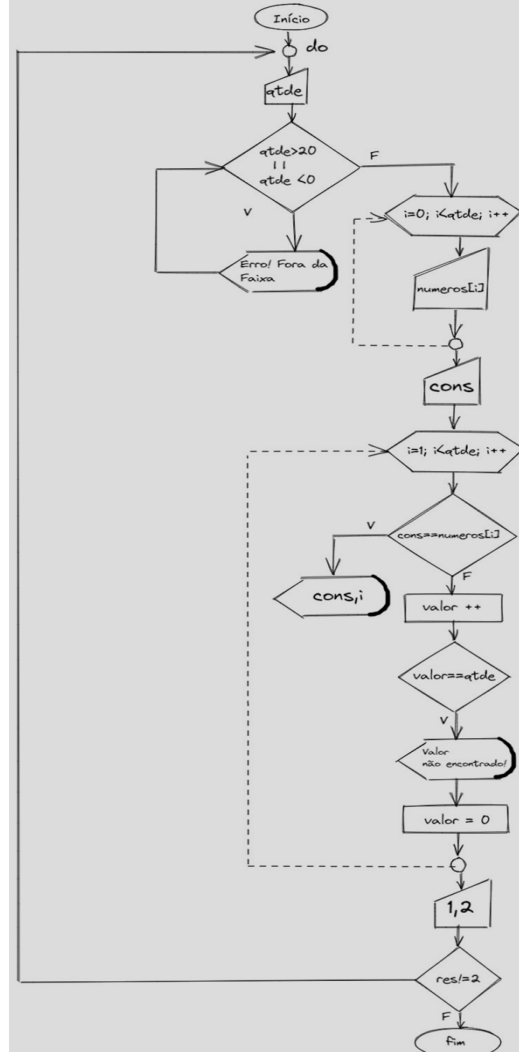 Início
do
qtde
qtde>20
||
qtde <0
F
V
Erro! Fora da
Faixa
i=0; i<qtde; i++
numeros[i]
cons
i=1; i<qtde; i++
cons==numeros[i]
V
F
cons,i
valor ++
valor==qtde
V
Valor
não encontrado!
valor = 0
1,2
res!=2
F
fim